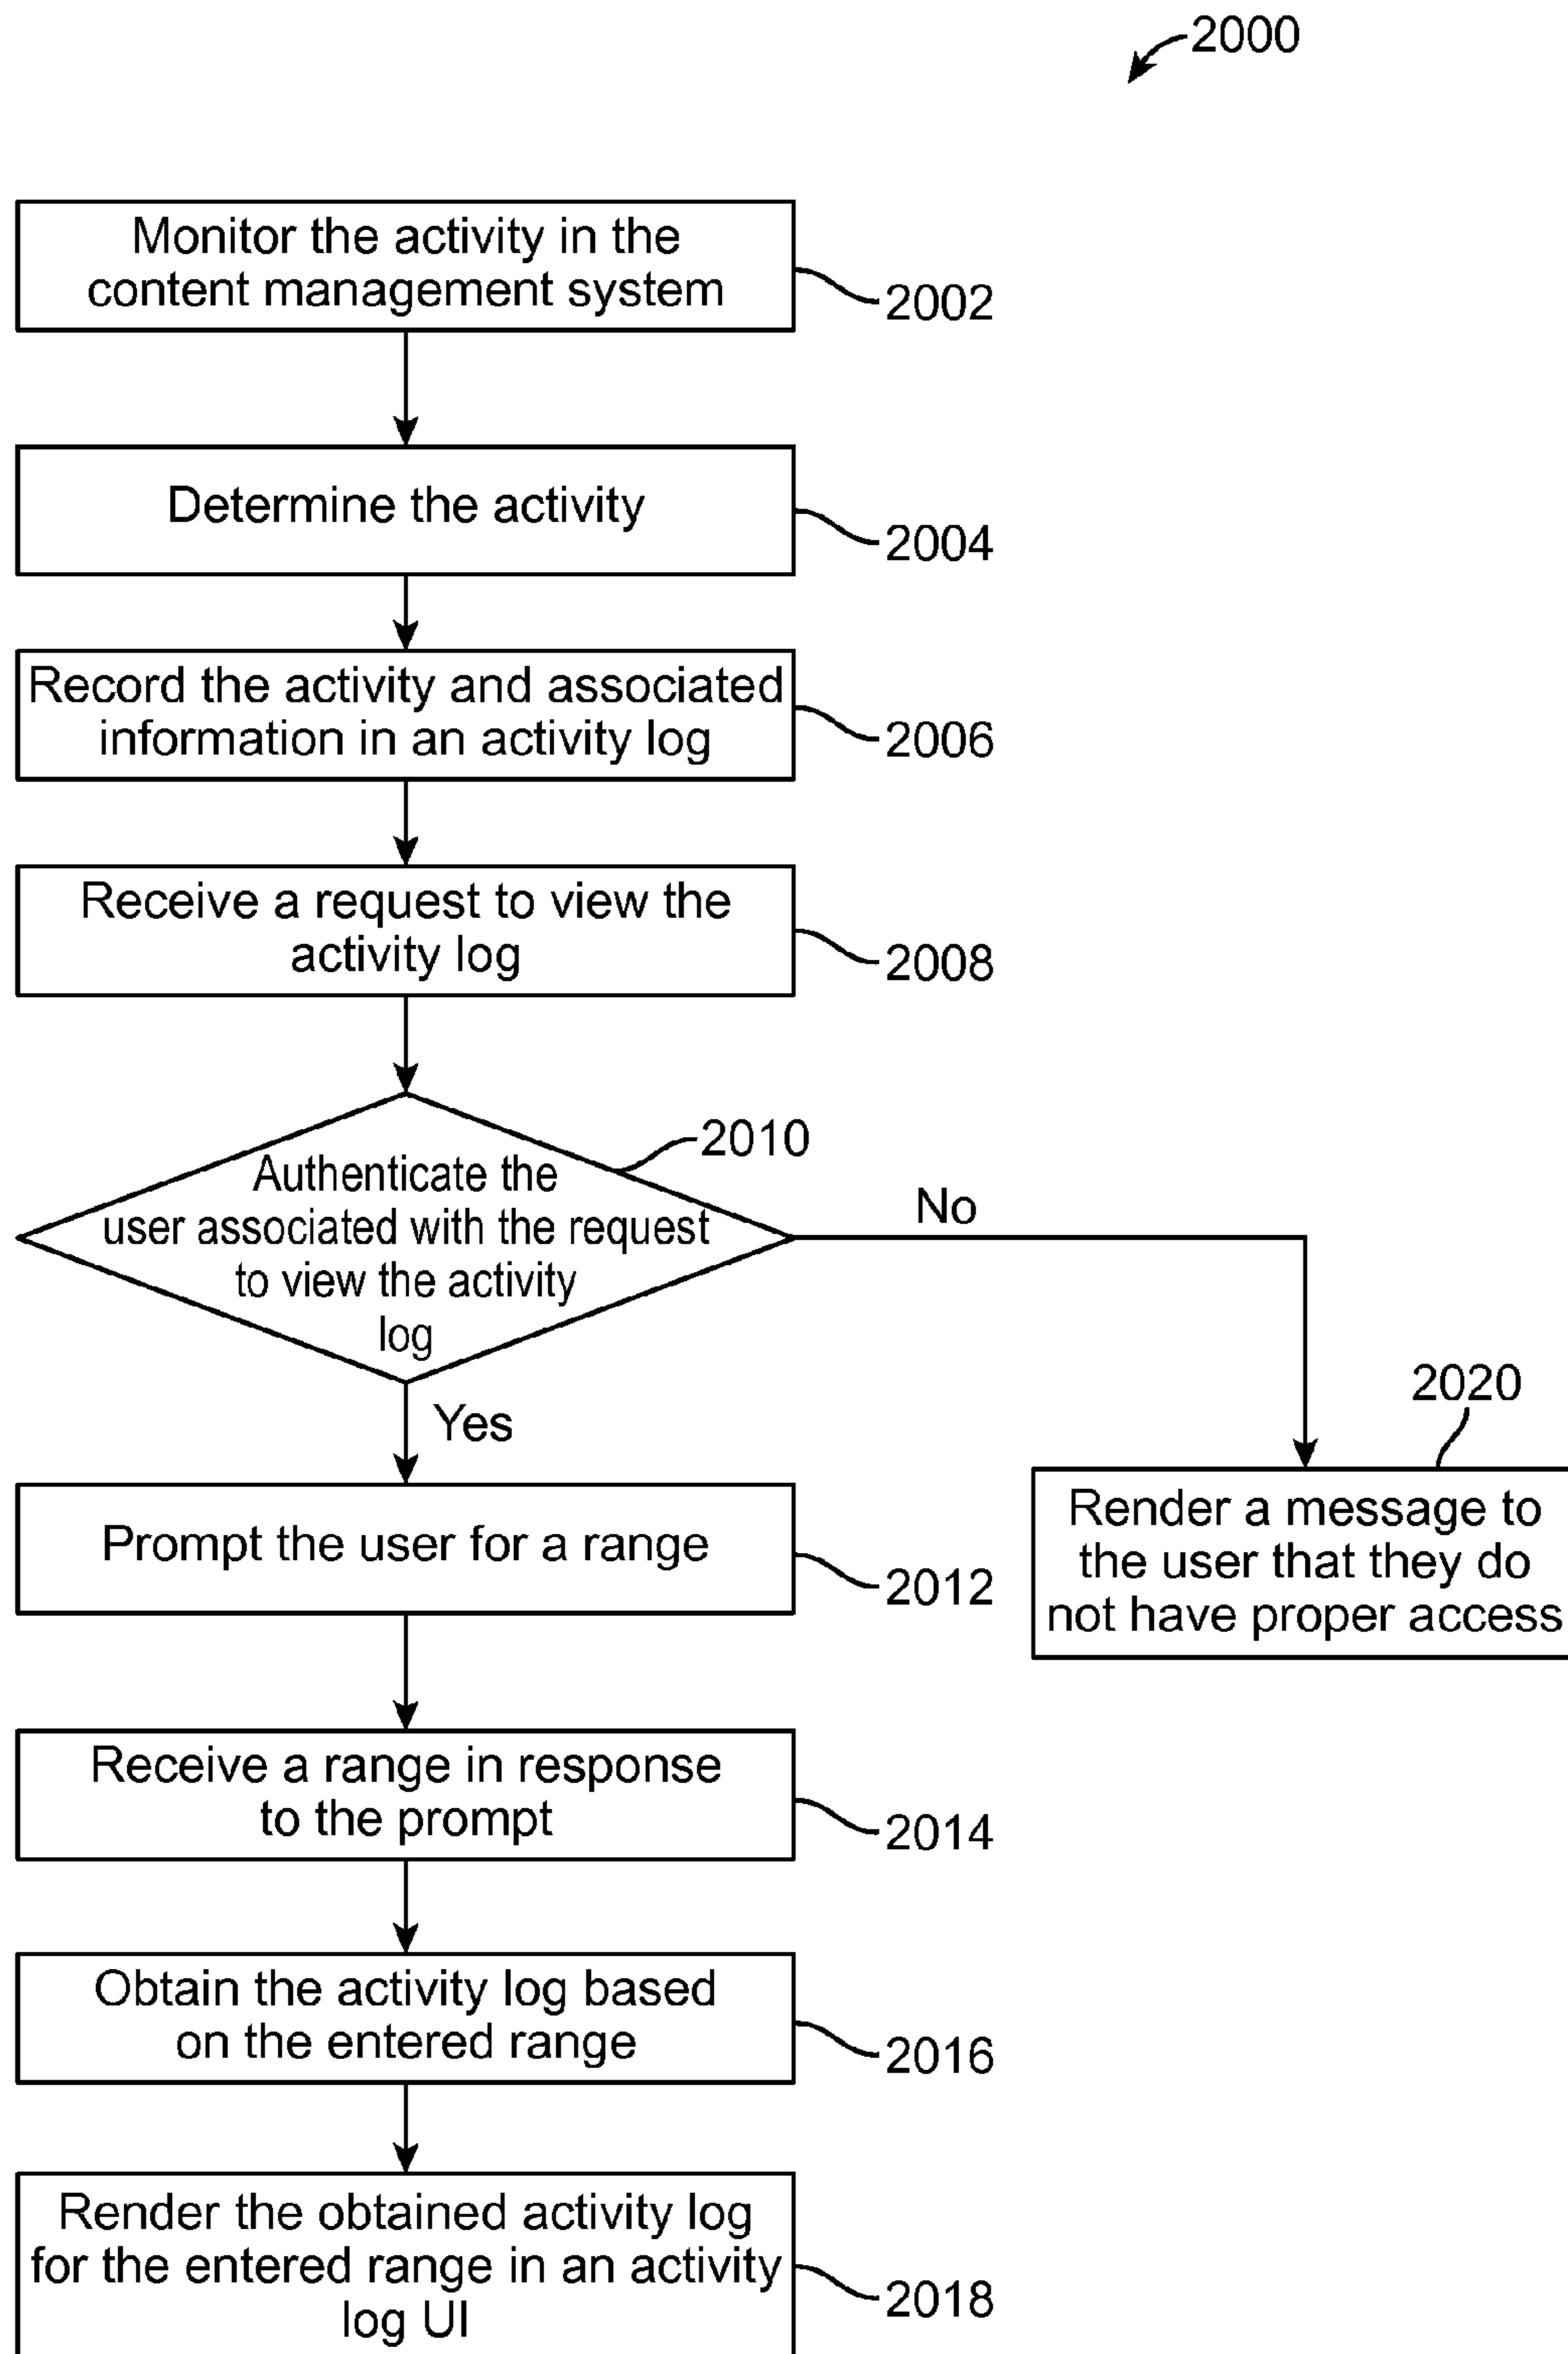 2000
Monitor the activity in the
content management system
2002
Determine the activity
2004
Record the activity and associated
information in an activity log
2006
Receive a request to view the
activity log
2008
2010
Authenticate the
user associated with the request
to view the activity
log
No
Yes
2020
Render a message to
the user that they do
not have proper access
Prompt the user for a range
2012
Receive a range in response
to the prompt
2014
Obtain the activity log based
on the entered range
2016
Render the obtained activity log
for the entered range in an activity
log UI
2018